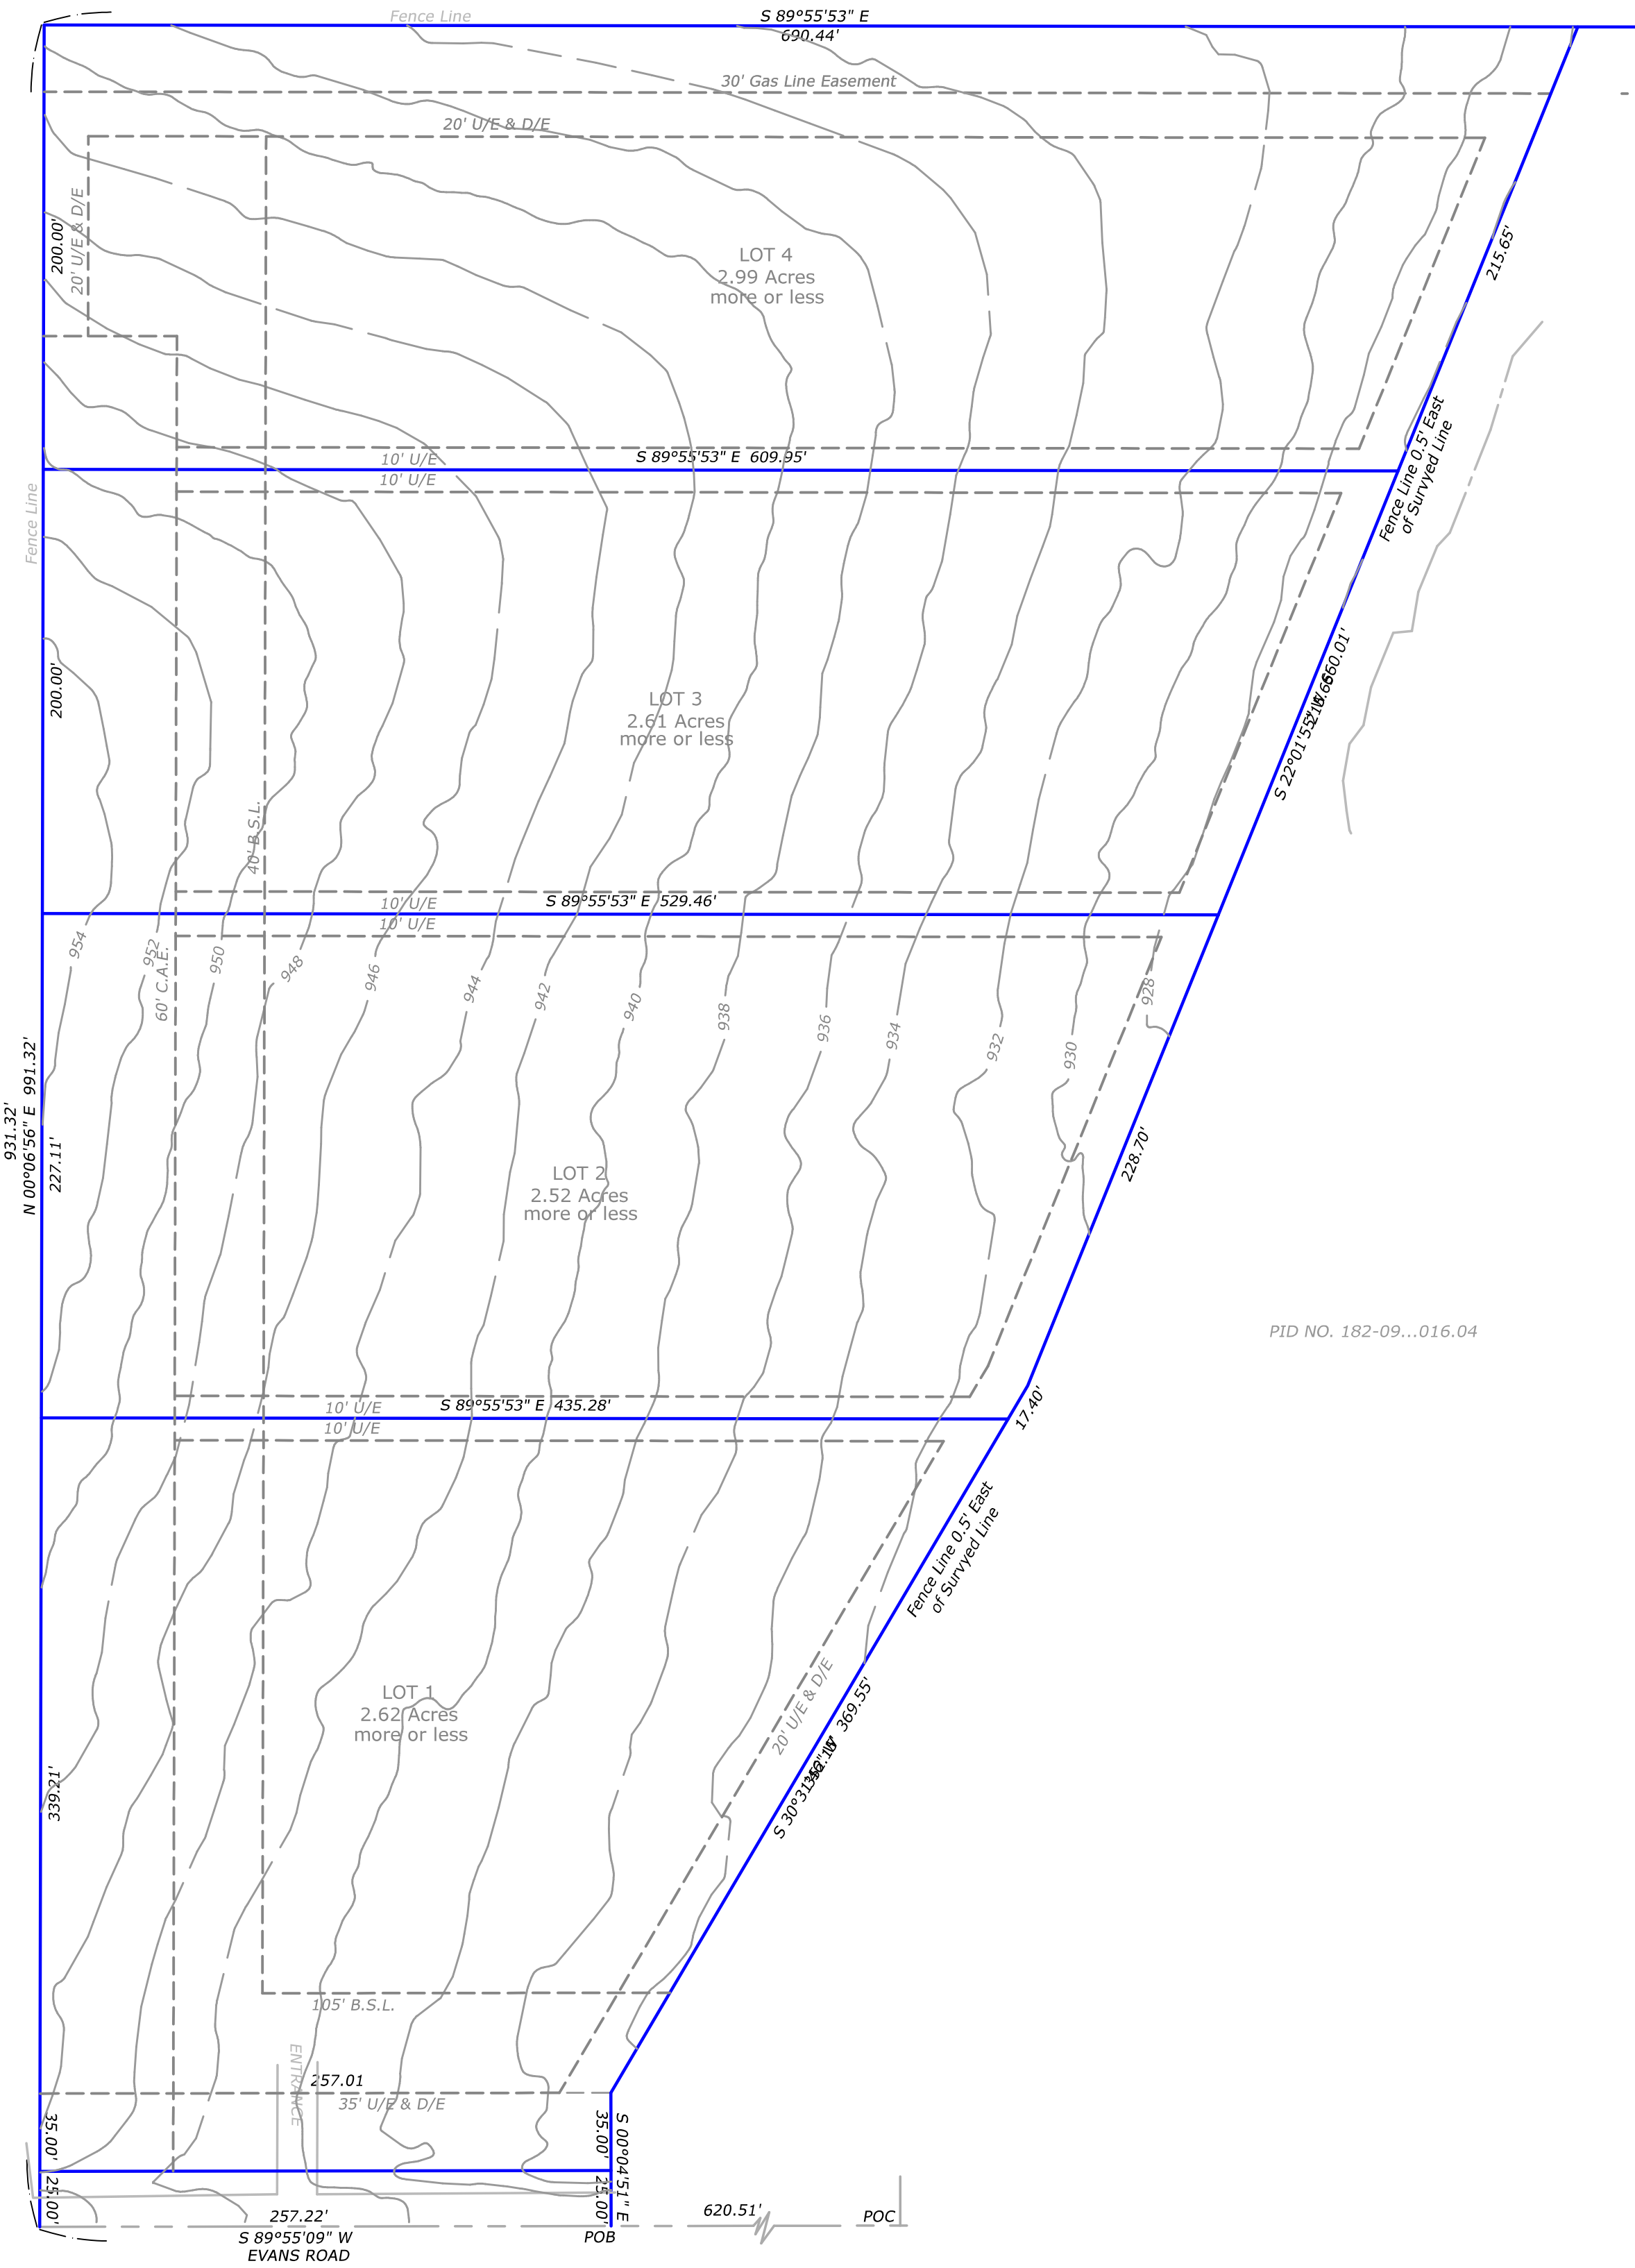 Fence Line
S 89°55'53" E
690.44'
30' Gas Line Easement
20' U/E & D/E
20' U/E & D/E
200.00'
LOT 4
2.99 Acres
more or less
215.65'
Fence Line 0.5' East
of Survyed Line
10' U/E
S 89°55'53" E 609.95'
10' U/E
Fence Line
200.00'
LOT 3
2.61 Acres
more or less
S 22°01'55" W 660.01'
40' B.S.L.
10' U/E
S 89°55'53" E 529.46'
10' U/E
954
952
60' C.A.E.
950
948
946
944
942
940
938
936
934
932
930
928
931.32'
N 00°06'56" E 991.32'
227.11'
LOT 2
2.52 Acres
more or less
228.70'
PID NO. 182-09...016.04
17.40'
10' U/E
S 89°55'53" E 435.28'
10' U/E
Fence Line 0.5' East
of Survyed Line
20' U/E & D/E
LOT 1
2.62 Acres
more or less
369.55'
339.21'
105' B.S.L.
ENTRANCE
257.01
35' U/E & D/E
35.00'
35.00'
S 00°04'51" E
25.00'
25.00'
257.22'
620.51'
POC
S 89°55'09" W
POB
EVANS ROAD